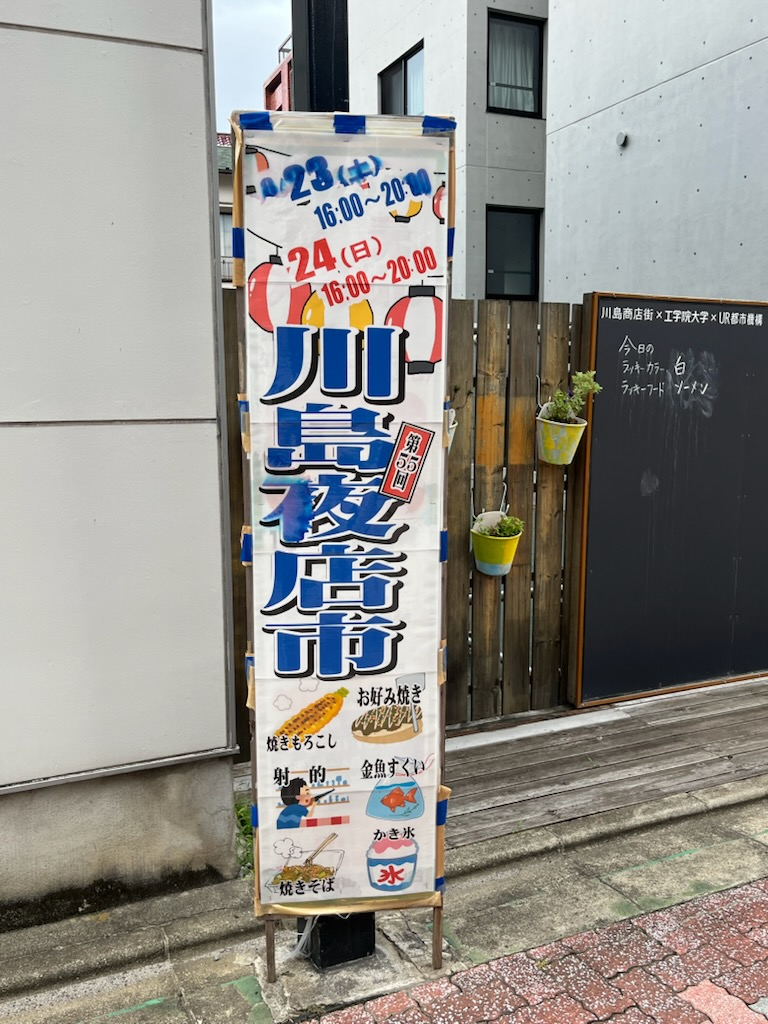 8/23(土)
16:00～20:00
24(日)
16:00～20:00
川島夜店市
第55回
焼きもろこし
お好み焼き
射的
金魚すくい
焼きそば
かき氷
氷
川島商店街×工学院大学×UR都市機構
今日の
ラッキーカラー 白
ラッキーフード ソーメン